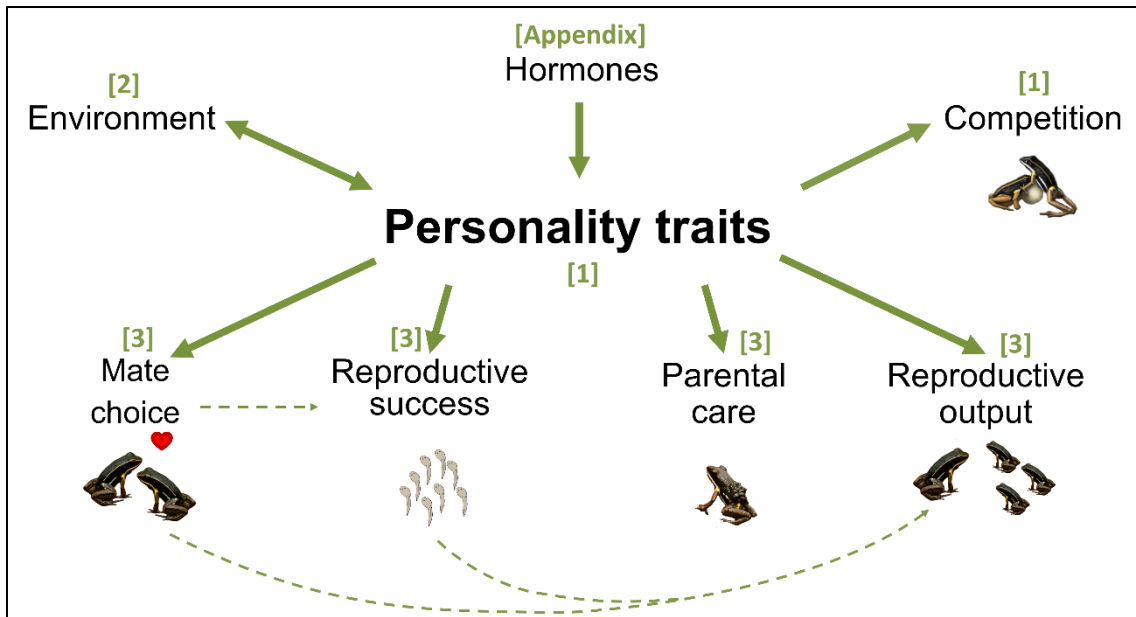 [Appendix]
Hormones
[2]
Environment
[1]
Competition
Personality traits
[1]
[3]
Mate
choice
[3]
Reproductive
success
[3]
Parental
care
[3]
Reproductive
output